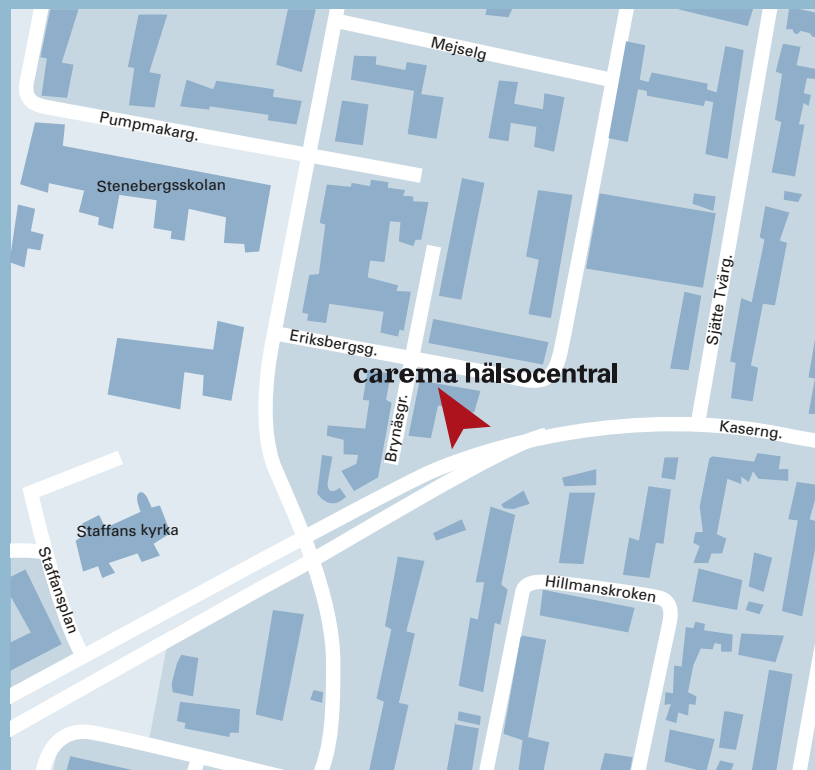 Mejselg
Pumpmakarg.
Stenebergsskolan
Sjätte Tvärg.
Eriksbergsg.
carema hälsocentral
Brynäsgr.
Kaserng.
Staffans kyrka
Staffansplan
Hillmanskroken